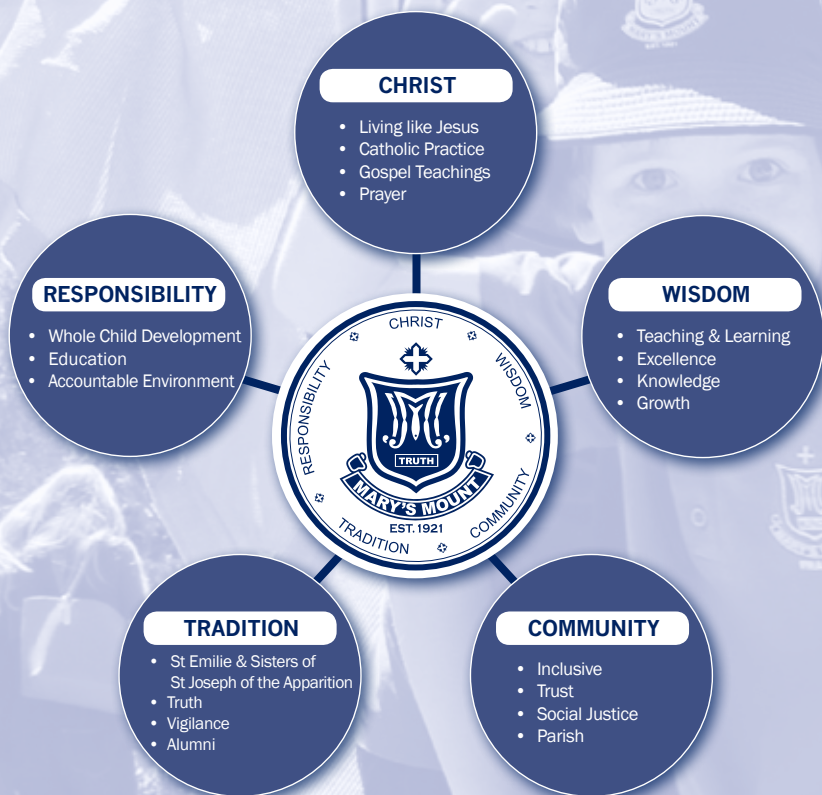 MARY'S MOUNT
CHRIST
• Living like Jesus
• Catholic Practice
• Gospel Teachings
• Prayer
RESPONSIBILITY
• Whole Child Development
• Education
• Accountable Environment
WISDOM
• Teaching & Learning
• Excellence
• Knowledge
• Growth
CHRIST
WISDOM
COMMUNITY
TRADITION
RESPONSIBILITY
TRUTH
MARY'S MOUNT
EST. 1921
TRADITION
• St Emilie & Sisters of
St Joseph of the Apparition
• Truth
• Vigilance
• Alumni
COMMUNITY
• Inclusive
• Trust
• Social Justice
• Parish